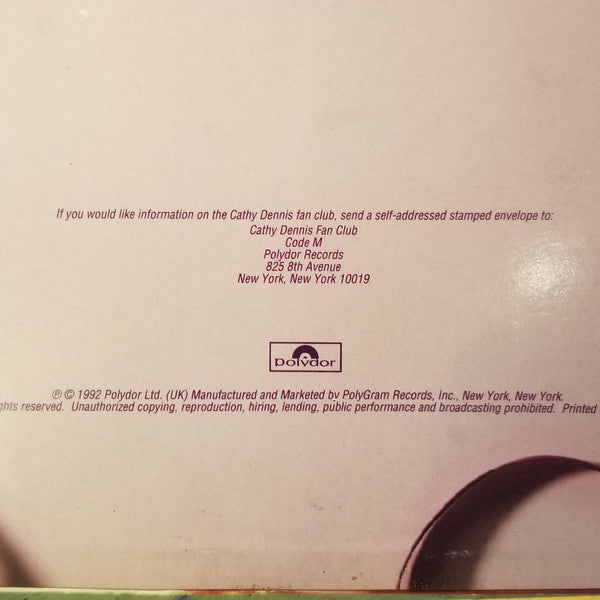 If you would like information on the Cathy Dennis fan club, send a self-addressed stamped envelope to:
Cathy Dennis Fan Club
Code M
Polydor Records
825 8th Avenue
New York, New York 10019
polydor
℗ © 1992 Polydor Ltd. (UK) Manufactured and Marketed by PolyGram Records, Inc., New York, New York.
ghts reserved. Unauthorized copying, reproduction, hiring, lending, public performance and broadcasting prohibited. Printed